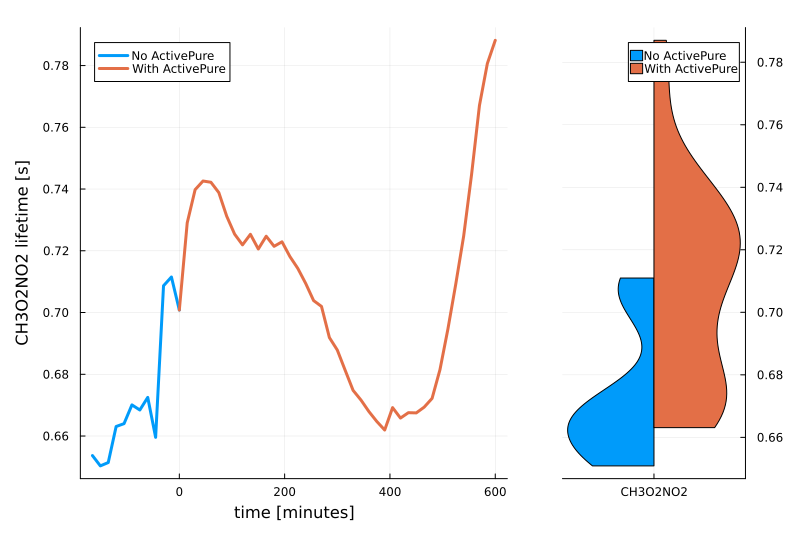 No ActivePure
With ActivePure
0.78
0.76
0.74
0.72
0.70
0.68
0.66
CH3O2NO2 lifetime [s]
0
200
400
600
time [minutes]
No ActivePure
With ActivePure
0.78
0.76
0.74
0.72
0.70
0.68
0.66
CH3O2NO2